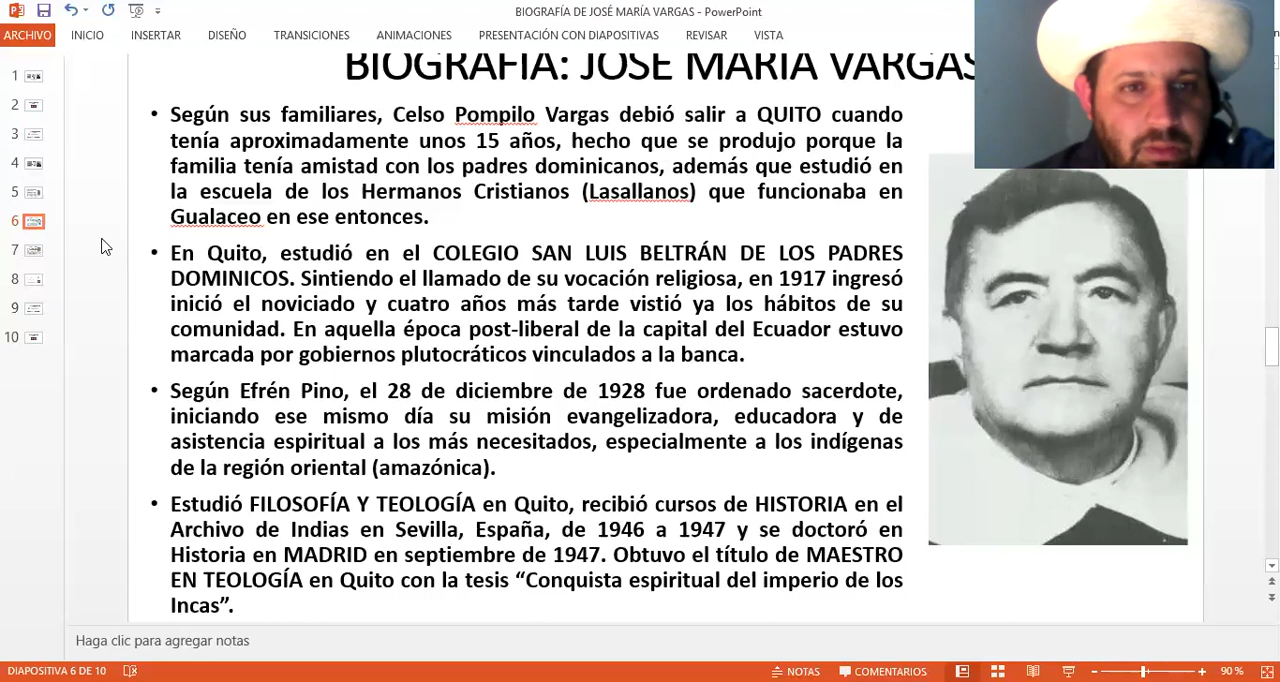 BIOGRAFÍA DE JOSÉ MARÍA VARGAS - PowerPoint
ARCHIVO INICIO INSERTAR DISEÑO TRANSICIONES ANIMACIONES PRESENTACIÓN CON DIAPOSITIVAS REVISAR VISTA
BIOGRAFÍA: JOSÉ MARÍA VARGAS
• Según sus familiares, Celso Pompilo Vargas debió salir a QUITO cuando
tenía aproximadamente unos 15 años, hecho que se produjo porque la
familia tenía amistad con los padres dominicanos, además que estudió en
la escuela de los Hermanos Cristianos (Lasallanos) que funcionaba en
Gualaceo en ese entonces.
• En Quito, estudió en el COLEGIO SAN LUIS BELTRÁN DE LOS PADRES
DOMINICOS. Sintiendo el llamado de su vocación religiosa, en 1917 ingresó
inició el noviciado y cuatro años más tarde vistió ya los hábitos de su
comunidad. En aquella época post-liberal de la capital del Ecuador estuvo
marcada por gobiernos plutocráticos vinculados a la banca.
• Según Efrén Pino, el 28 de diciembre de 1928 fue ordenado sacerdote,
iniciando ese mismo día su misión evangelizadora, educadora y de
asistencia espiritual a los más necesitados, especialmente a los indígenas
de la región oriental (amazónica).
• Estudió FILOSOFÍA Y TEOLOGÍA en Quito, recibió cursos de HISTORIA en el
Archivo de Indias en Sevilla, España, de 1946 a 1947 y se doctoró en
Historia en MADRID en septiembre de 1947. Obtuvo el título de MAESTRO
EN TEOLOGÍA en Quito con la tesis “Conquista espiritual del imperio de los
Incas”.
1
2
3
4
5
6
7
8
9
10
Haga clic para agregar notas
DIAPOSITIVA 6 DE 10 NOTAS COMENTARIOS 90 %